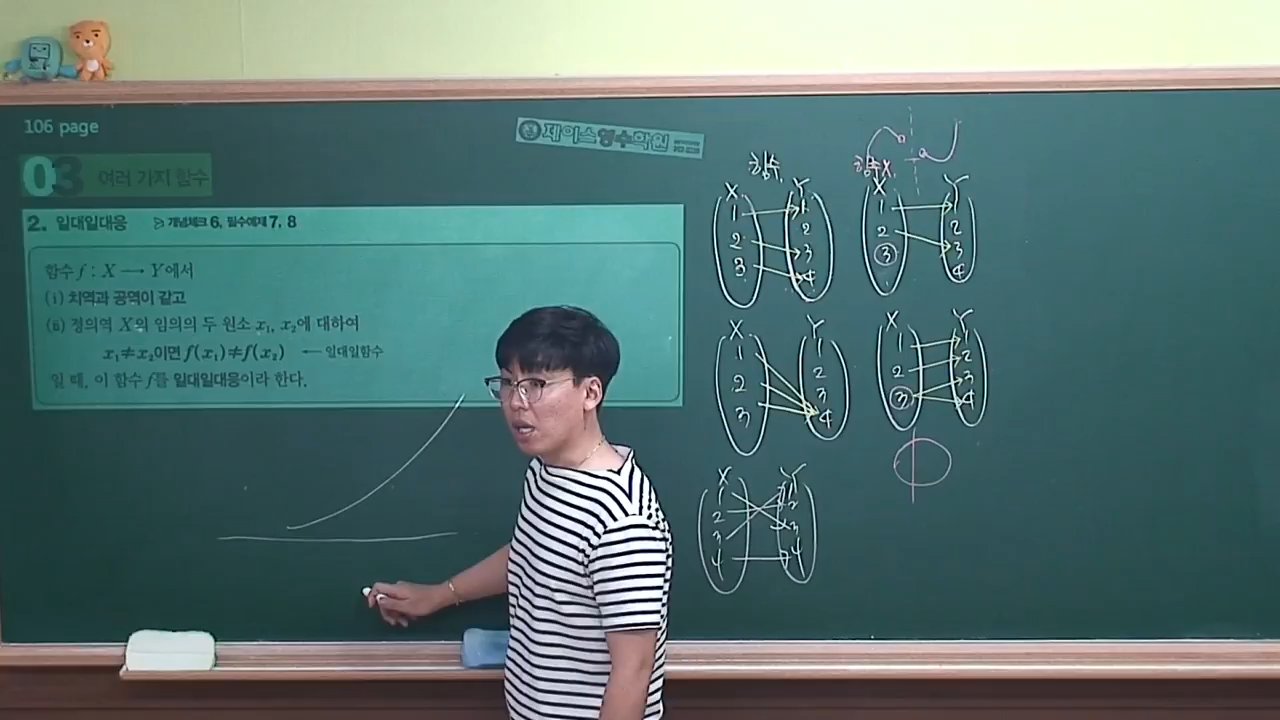 106 page
제이스영수학원
03 여러 가지 함수
2. 일대일대응 개념체크 6, 필수예제 7, 8
함수 f : X → Y에서
(ⅰ) 치역과 공역이 같고
(ⅱ) 정의역 X의 임의의 두 원소 x₁, x₂에 대하여
x₁≠x₂이면 f(x₁)≠f(x₂) ← 일대일함수
일 때, 이 함수 f를 일대일대응이라 한다.
함수
X Y
1 1
2 2
3 3
4
함수X
X Y
1 1
2 2
3 3
4
X Y
1 1
2 2
3 3
4
X Y
1 1
2 2
3 3
4
X Y
1 1
2 2
3 3
4 4